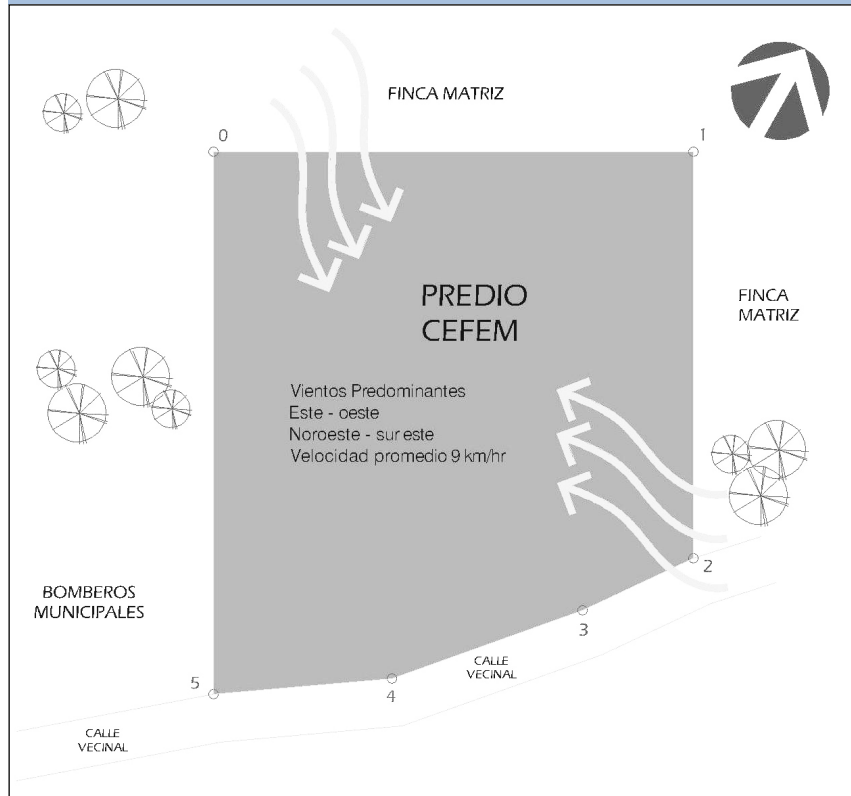 FINCA MATRIZ
0
1
PREDIO
CEFEM
FINCA
MATRIZ
Vientos Predominantes
Este - oeste
Noroeste - sur este
Velocidad promedio 9 km/hr
2
BOMBEROS
MUNICIPALES
3
CALLE
VECINAL
5
4
CALLE
VECINAL